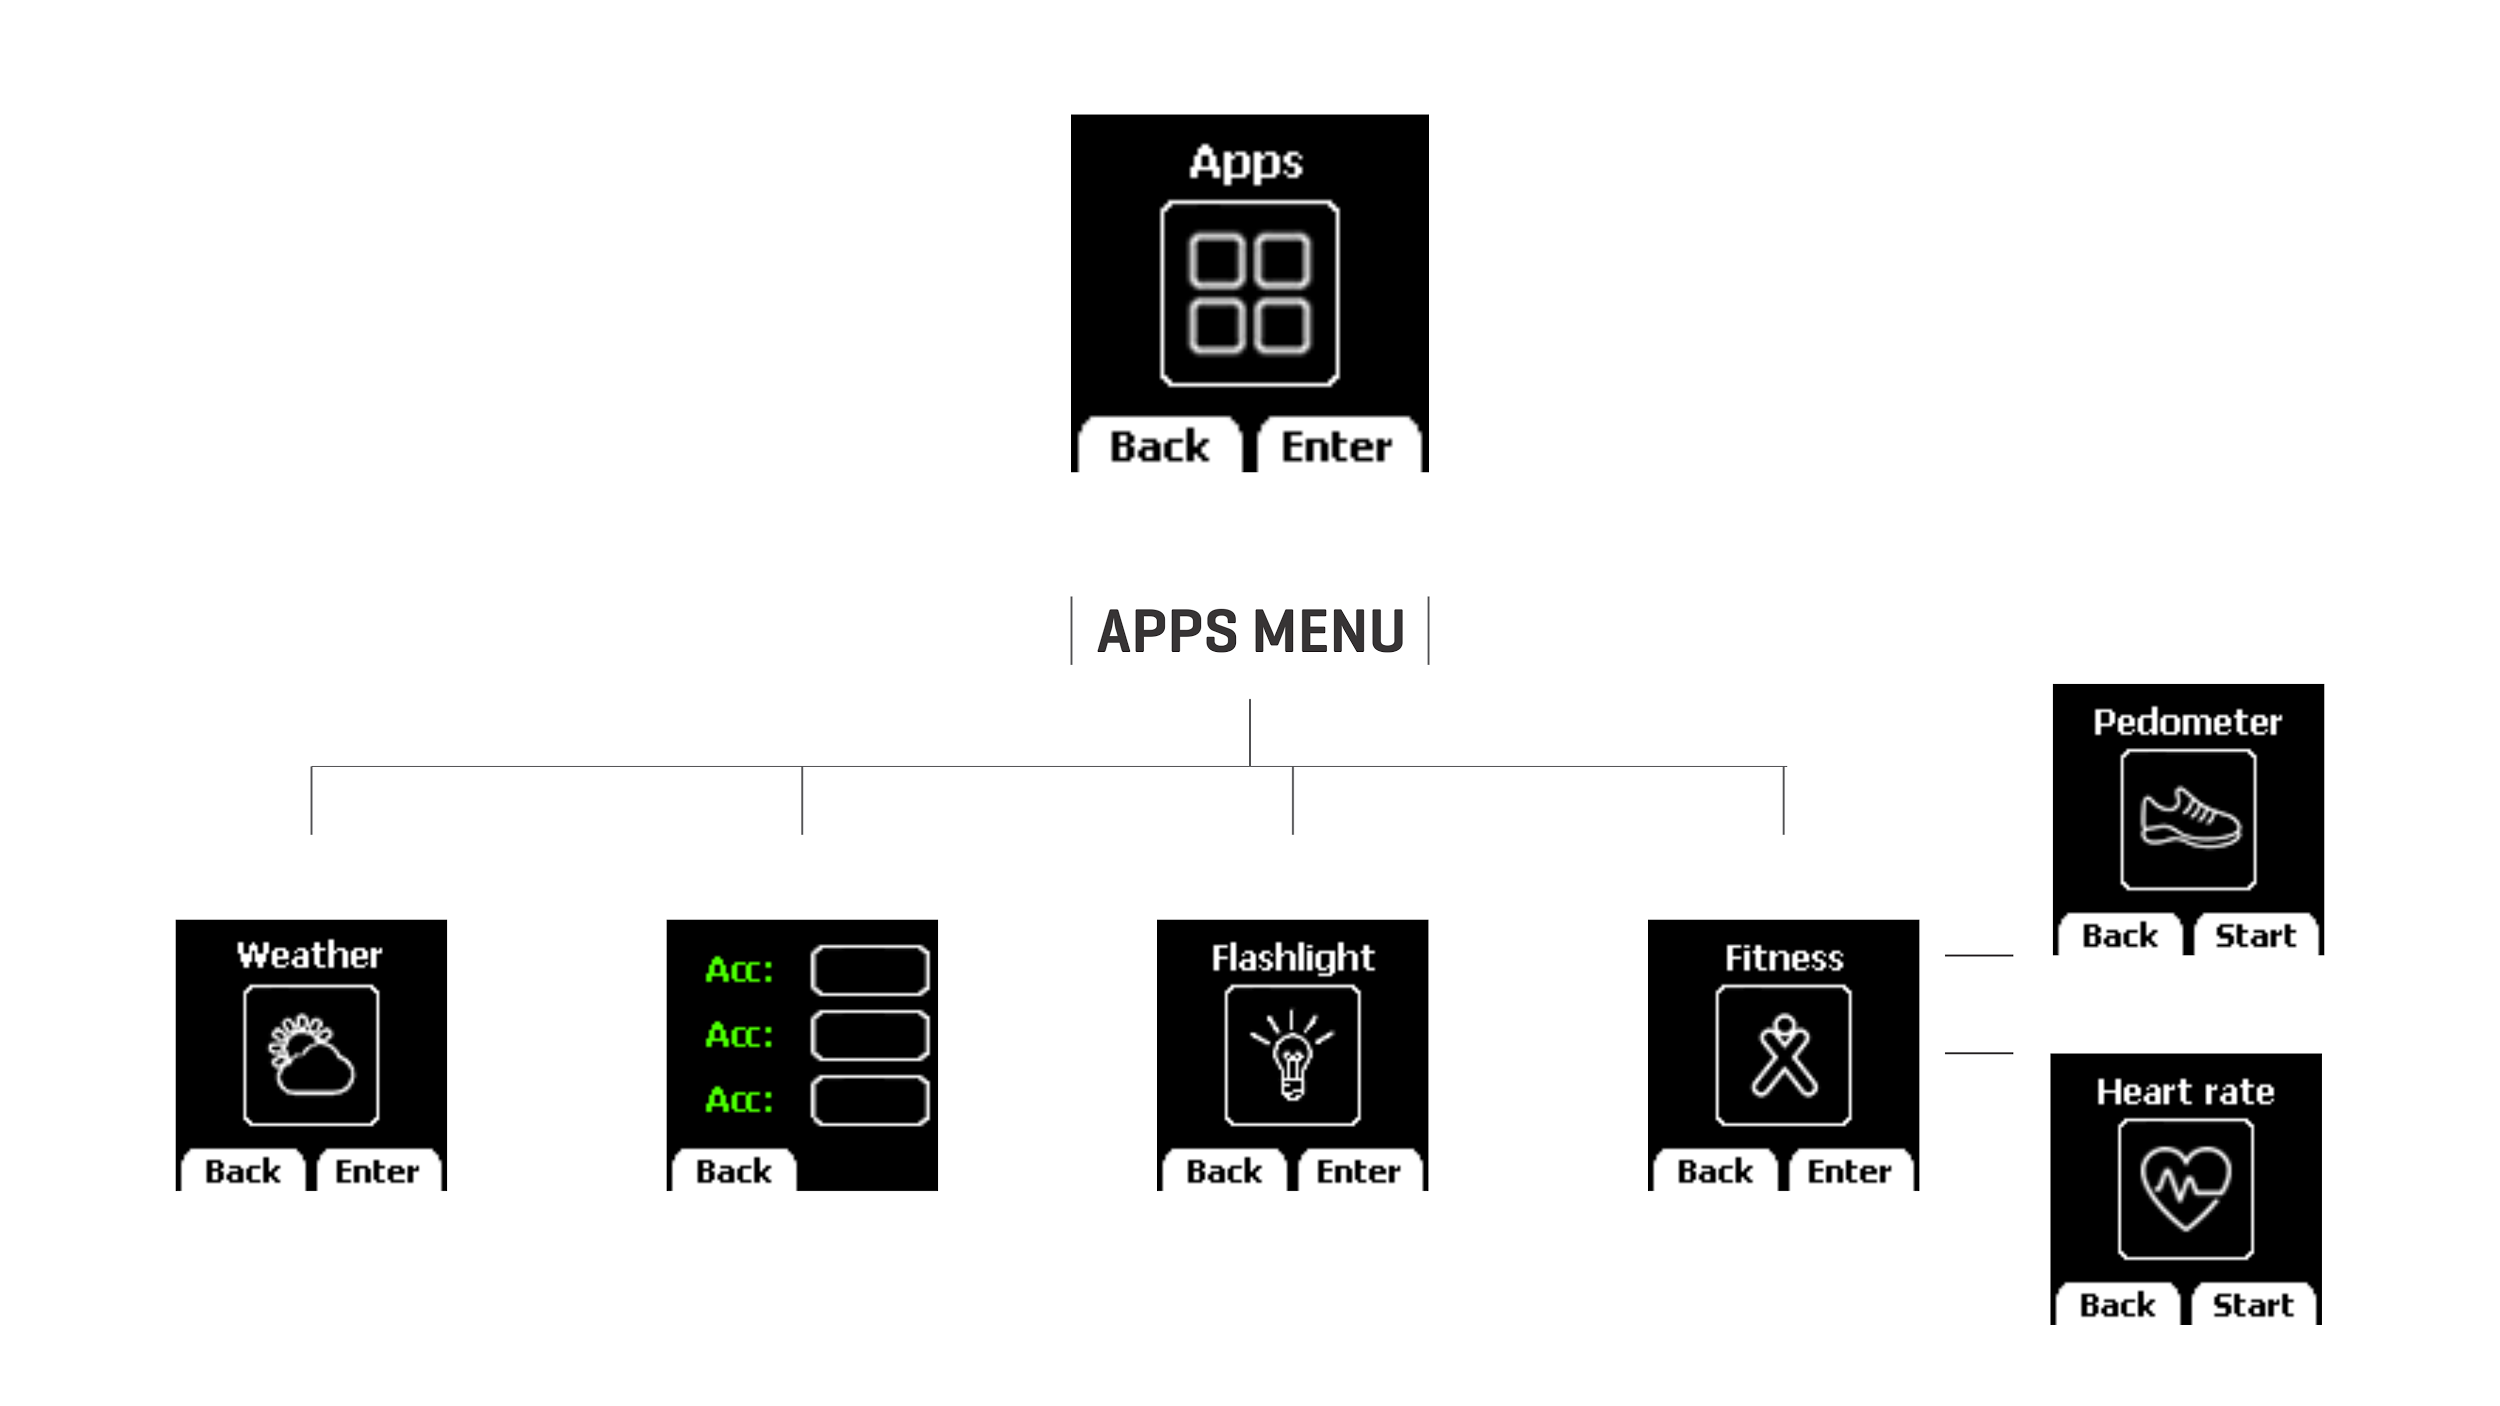 Apps
Back Enter
APPS MENU
Pedometer
Back Start
Weather
Back Enter
Acc:
Acc:
Acc:
Back
Flashlight
Back Enter
Fitness
Back Enter
Heart rate
Back Start